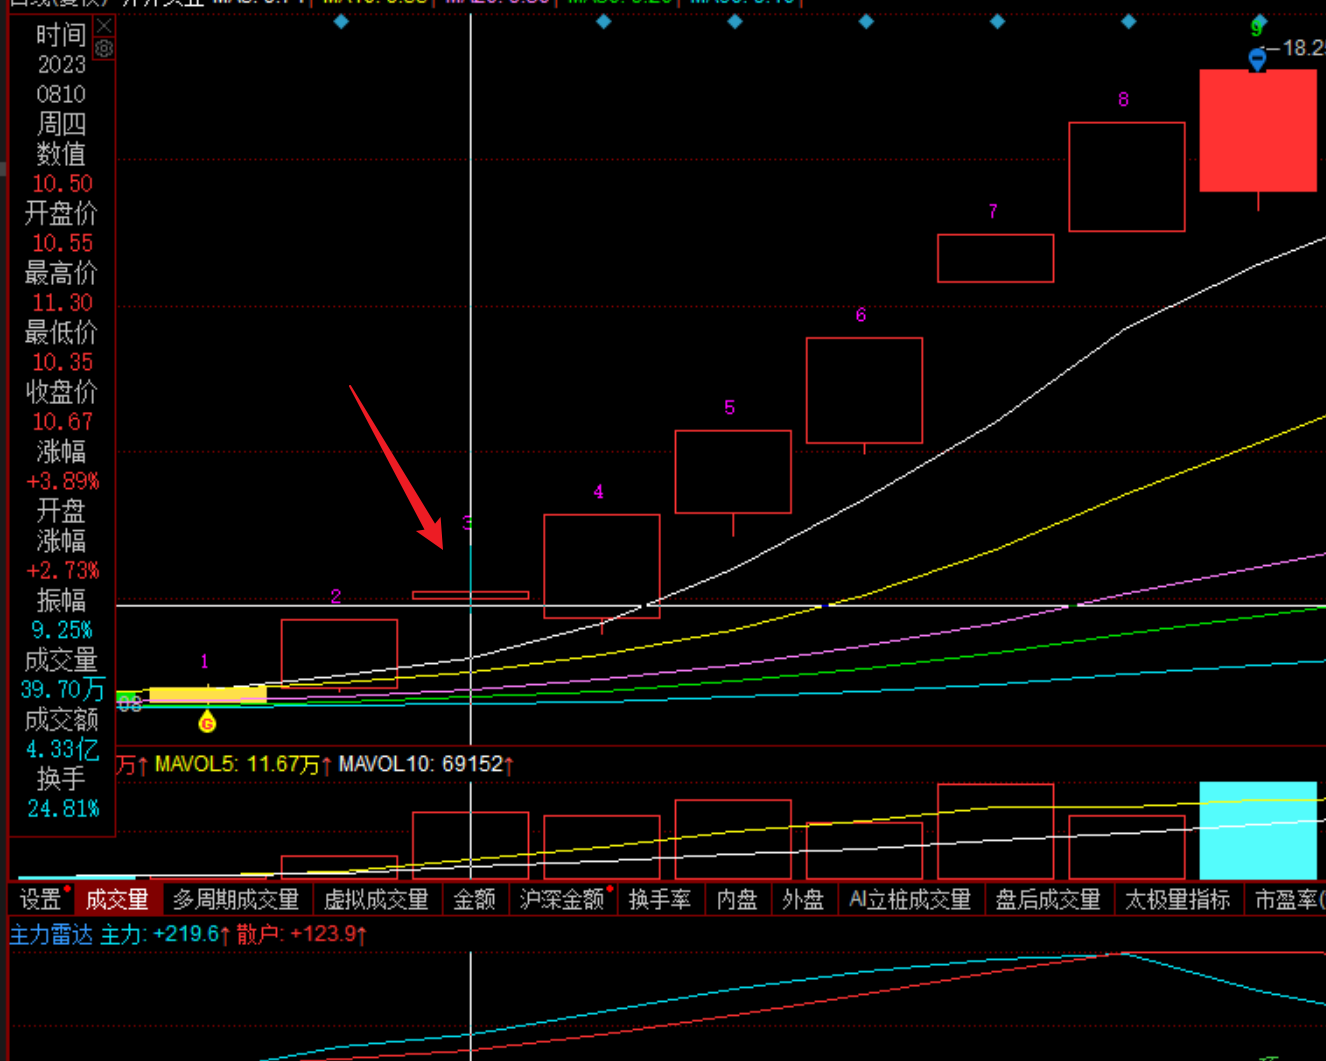 时间
2023
0810
周四
数值
10.50
开盘价
10.55
最高价
11.30
最低价
10.35
收盘价
10.67
涨幅
+3.89%
开盘
涨幅
+2.73%
振幅
9.25%
成交量
39.70万
成交额
4.33亿
换手
24.81%
9
18.2
8
7
6
5
4
3
2
1
08
G
万↑ MAVOL5: 11.67万↑ MAVOL10: 69152↑
设置 成交量 多周期成交量 虚拟成交量 金额 沪深金额 换手率 内盘 外盘 AI立桩成交量 盘后成交量 太极量指标 市盈率(
主力雷达 主力: +219.6↑ 散户: +123.9↑